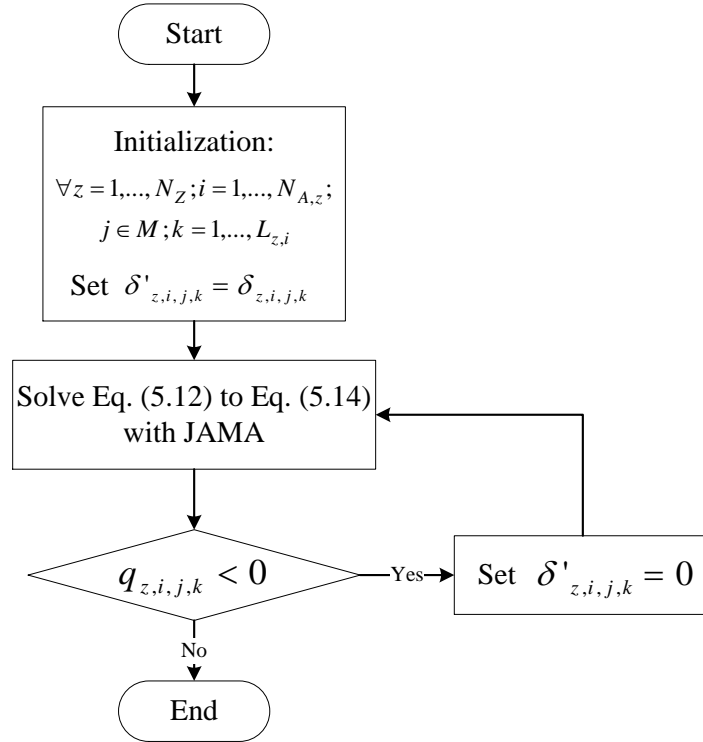 Start
Initialization:
∀z = 1,..., N_Z; i = 1,..., N_{A,z};
j ∈ M; k = 1,..., L_{z,i}
Set δ'_{z,i,j,k} = δ_{z,i,j,k}
Solve Eq. (5.12) to Eq. (5.14)
with JAMA
q_{z,i,j,k} < 0
Yes
Set δ'_{z,i,j,k} = 0
No
End